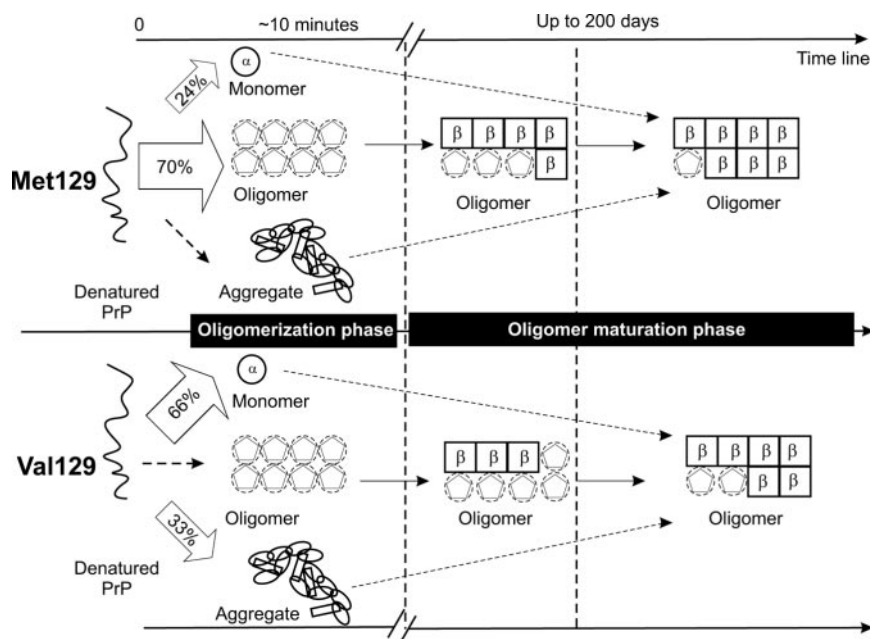 0 ~10 minutes Up to 200 days
Time line
24%
α
Monomer
β β β β
β β β β
Met129
70%
β
β β β
Oligomer
Oligomer
Oligomer
Denatured
PrP
Aggregate
Oligomerization phase
Oligomer maturation phase
α
66%
Monomer
Val129
β β β
β β β β
β β
Oligomer
Oligomer
Oligomer
33%
Denatured
PrP
Aggregate